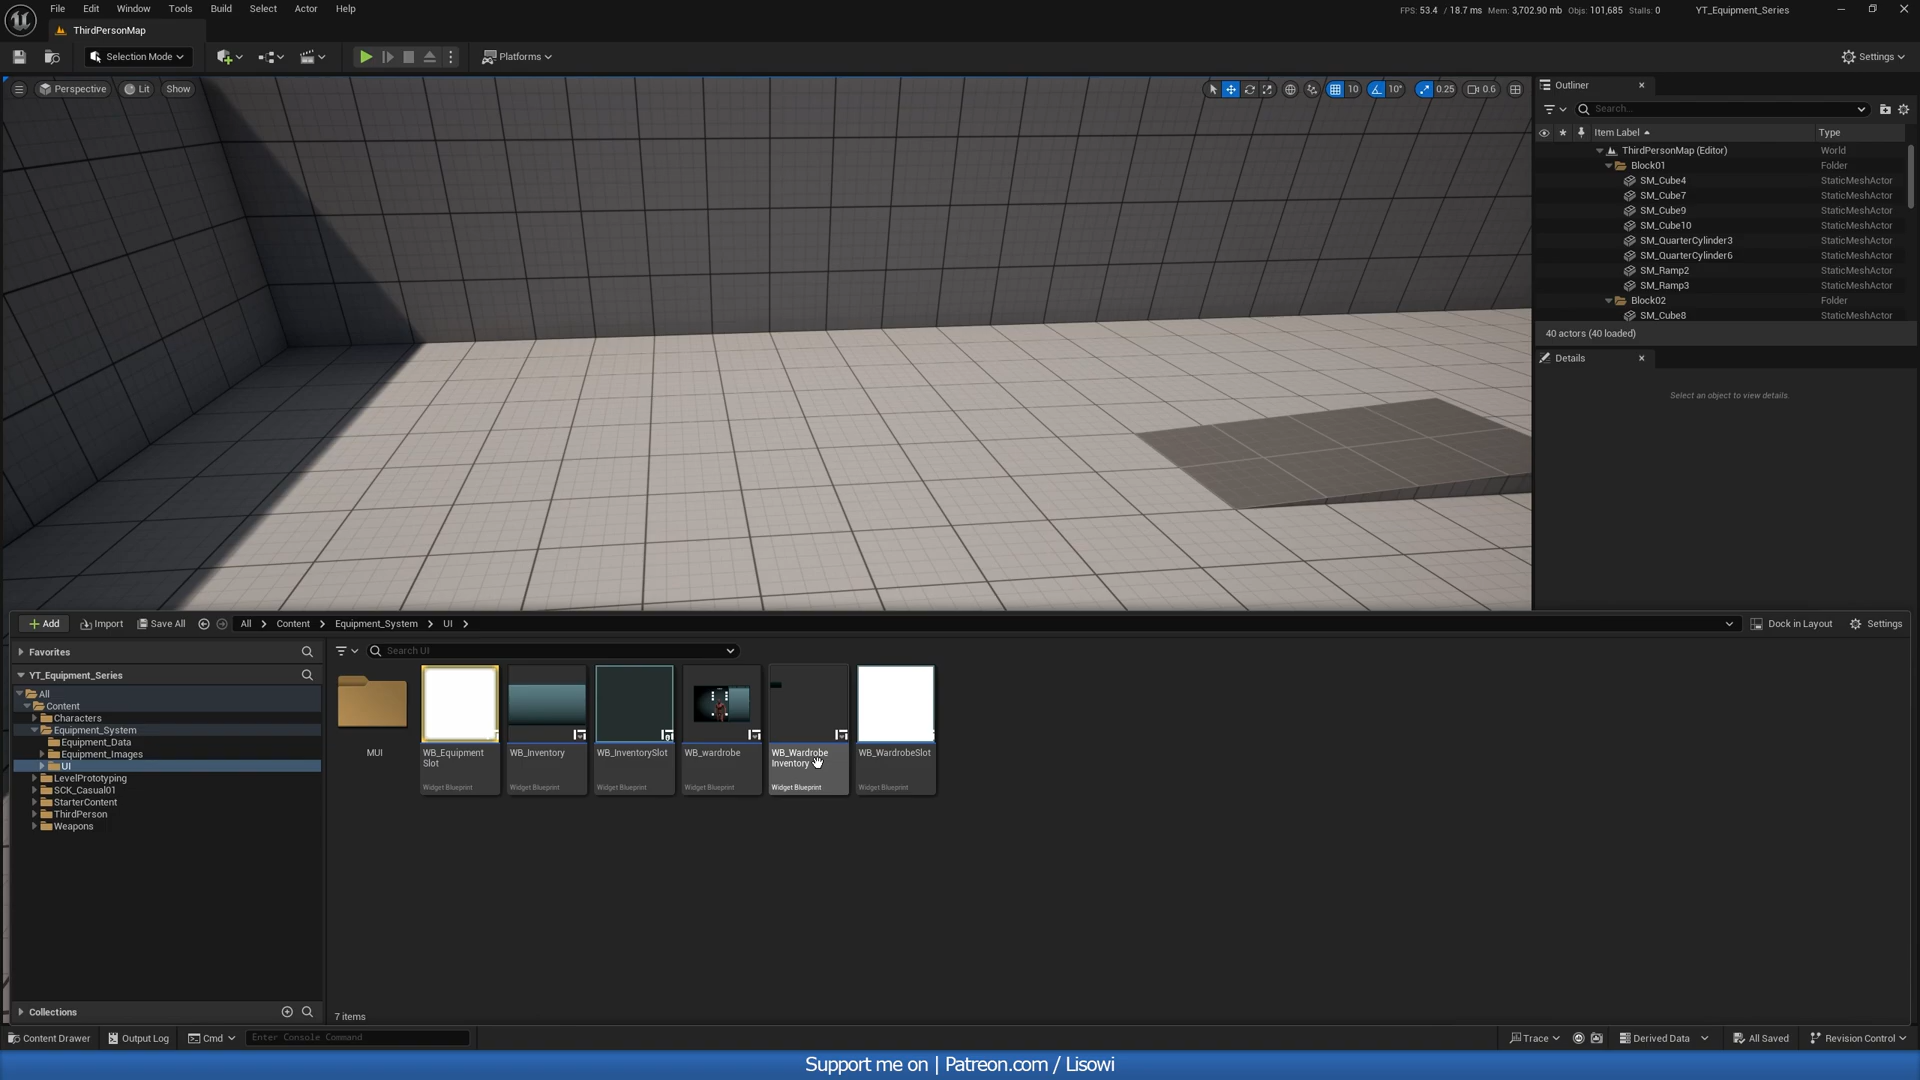 File Edit Window Tools Build Select Actor Help
FPS: 53.4 / 18.7 ms Mem: 3,702.90 mb Objs: 101,685 Stalls: 0 YT_Equipment_Series
ThirdPersonMap
Selection Mode Platforms Settings
Perspective Lit Show 10 10° 0.25 0.6
Outliner
Search...
Item Label Type
ThirdPersonMap (Editor) World
Block01 Folder
SM_Cube4 StaticMeshActor
SM_Cube7 StaticMeshActor
SM_Cube9 StaticMeshActor
SM_Cube10 StaticMeshActor
SM_QuarterCylinder3 StaticMeshActor
SM_QuarterCylinder6 StaticMeshActor
SM_Ramp2 StaticMeshActor
SM_Ramp3 StaticMeshActor
Block02 Folder
SM_Cube8 StaticMeshActor
40 actors (40 loaded)
Details
Select an object to view details.
Add Import Save All All Content Equipment_System UI Dock in Layout Settings
Favorites
YT_Equipment_Series
All
Content
Characters
Equipment_System
Equipment_Data
Equipment_Images
UI
LevelPrototyping
SCK_Casual01
StarterContent
ThirdPerson
Weapons
Collections
Search UI
MUI
WB_Equipment
Slot
Widget Blueprint
WB_Inventory
Widget Blueprint
WB_InventorySlot
Widget Blueprint
WB_wardrobe
Widget Blueprint
WB_Wardrobe
Inventory
Widget Blueprint
WB_WardrobeSlot
Widget Blueprint
7 items
Content Drawer Output Log Cmd Enter Console Command Trace Derived Data All Saved Revision Control
Support me on | Patreon.com / Lisowi